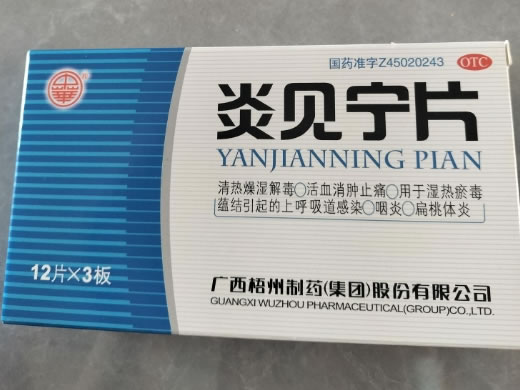 国药准字Z45020243 OTC
中華®
炎见宁片
YANJIANNING PIAN
清热燥湿解毒○活血消肿止痛○用于湿热瘀毒
蕴结引起的上呼吸道感染○咽炎○扁桃体炎
12片×3板
广西梧州制药(集团)股份有限公司
GUANGXI WUZHOU PHARMACEUTICAL(GROUP)CO.,LTD.